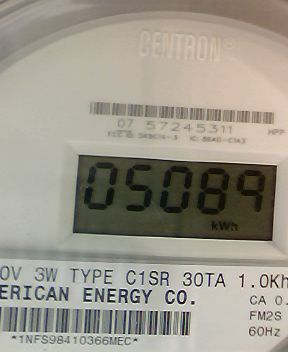 CENTRON®
07 57245311
HPP
05089
kWh
0V 3W TYPE C1SR 30TA 1.0Kh
ERICAN ENERGY CO.
CA 0.
FM2S
60Hz
*1NFS98410366MEC*